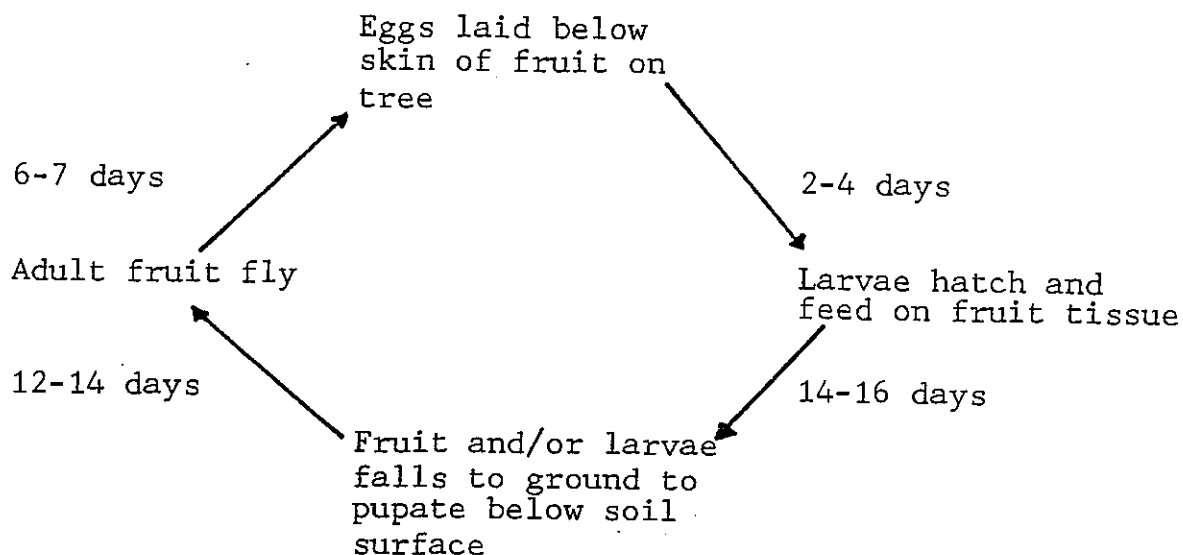 Eggs laid below
skin of fruit on
tree
6-7 days
2-4 days
Adult fruit fly
Larvae hatch and
feed on fruit tissue
12-14 days
14-16 days
Fruit and/or larvae
falls to ground to
pupate below soil
surface